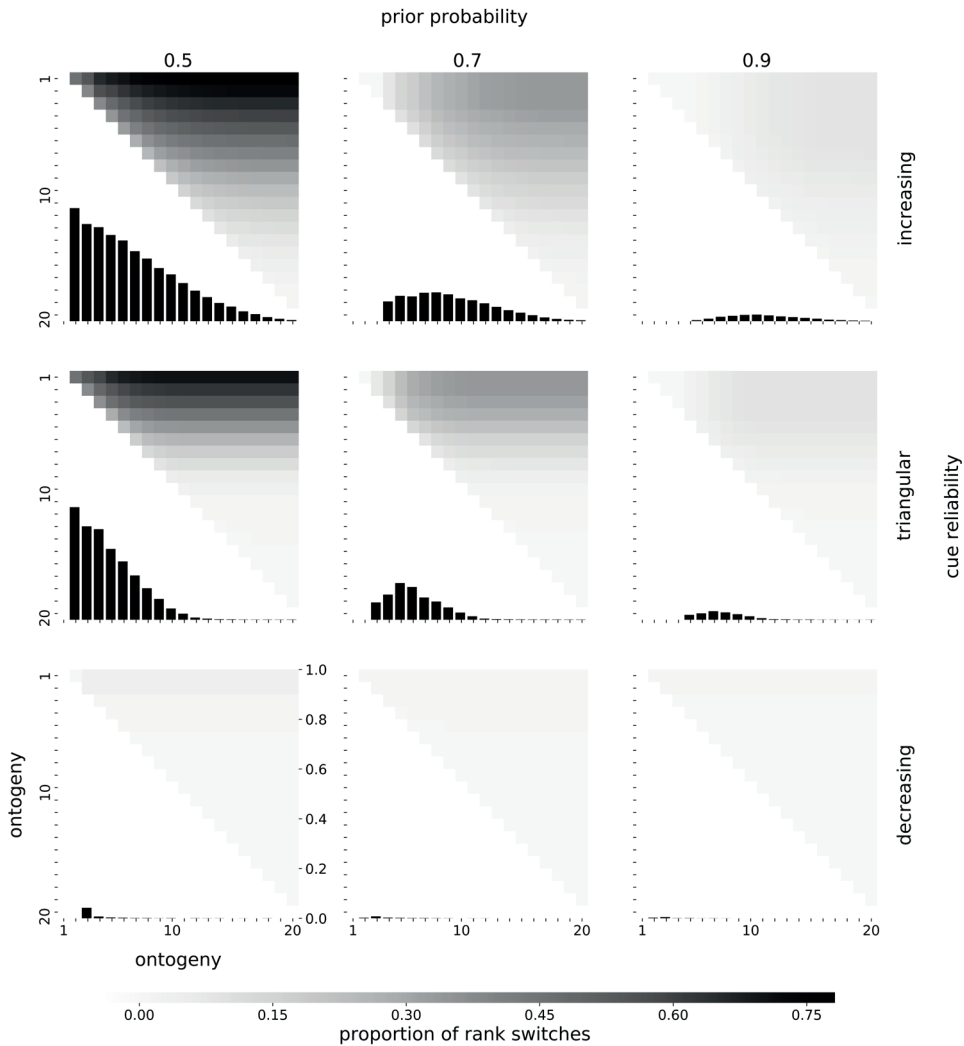 prior probability
0.5 0.7 0.9
1
10
20
increasing
1
10
20
triangular
cue reliability
1
10
20
ontogeny
1.0
0.8
0.6
0.4
0.2
0.0
decreasing
1 10 20 1 10 20 1 10 20
ontogeny
0.00 0.15 0.30 0.45 0.60 0.75
proportion of rank switches